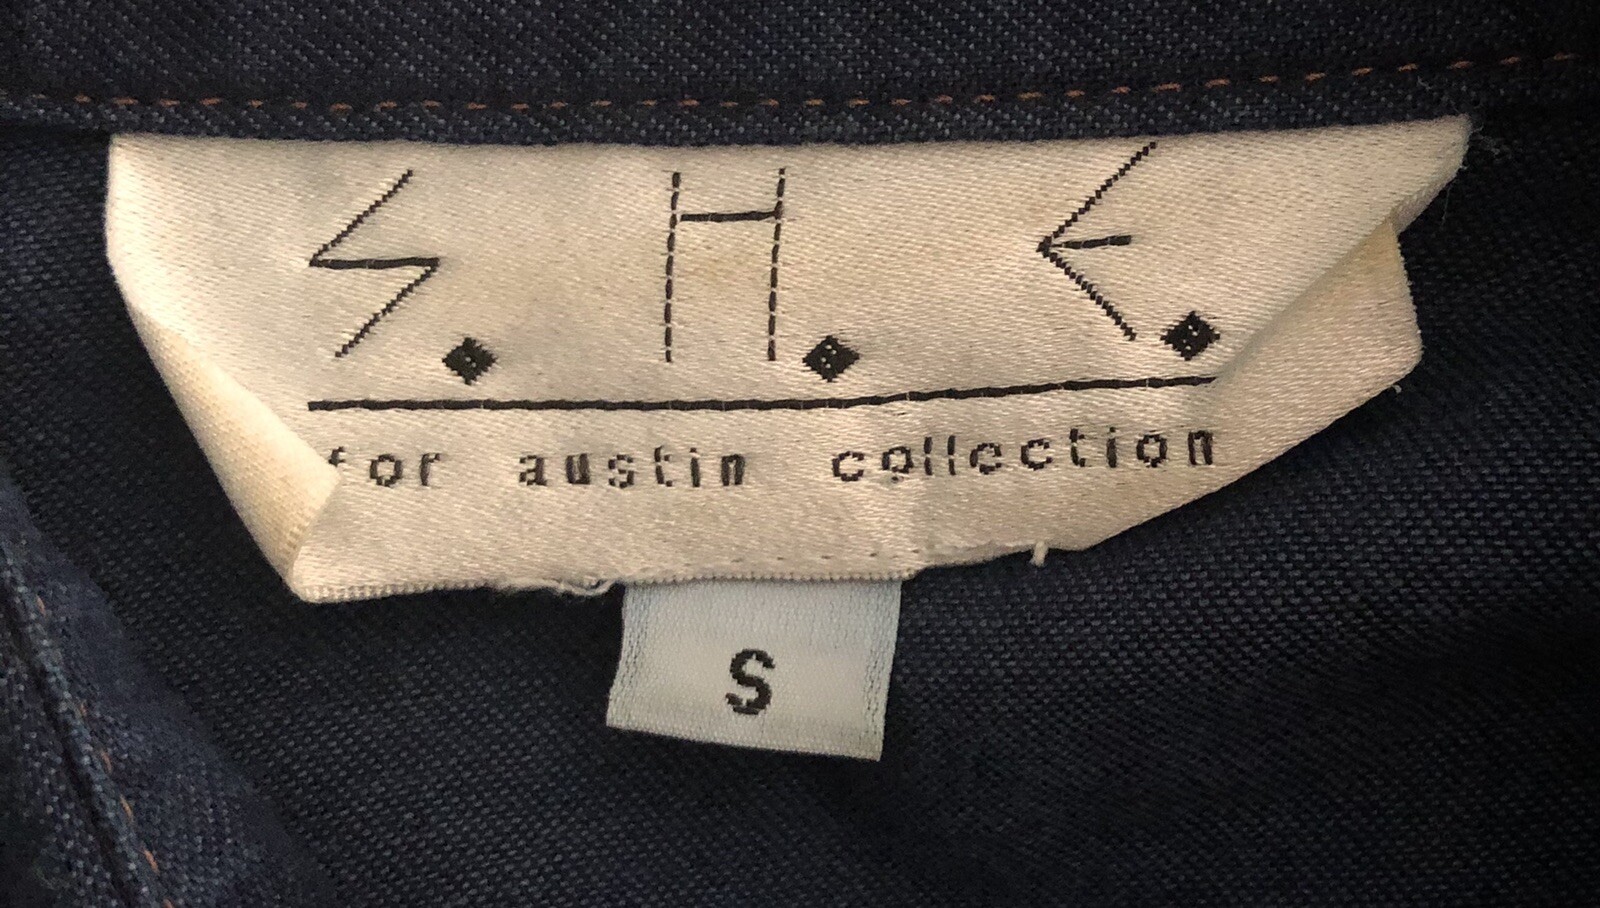 S. H. E.
for austin collection
S